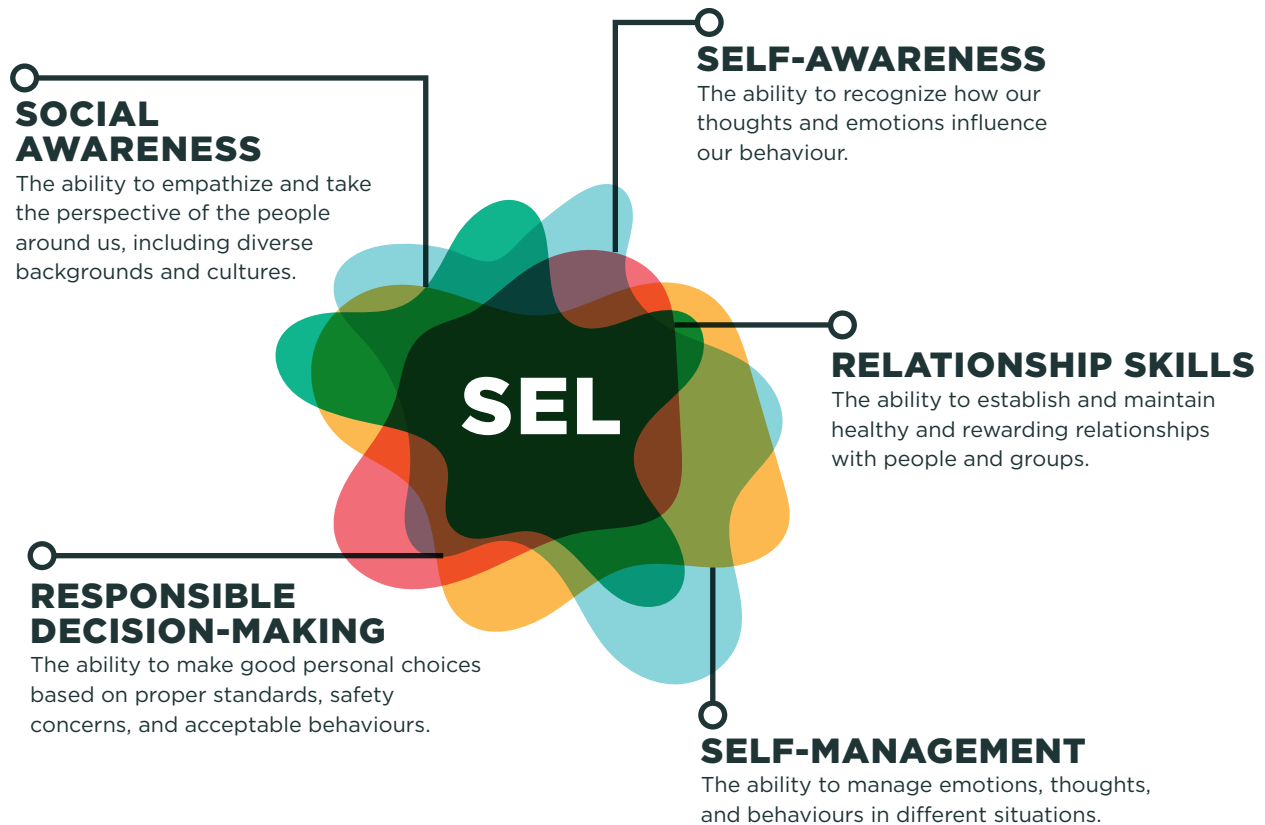 SELF-AWARENESS
The ability to recognize how our
thoughts and emotions influence
our behaviour.
SOCIAL
AWARENESS
The ability to empathize and take
the perspective of the people
around us, including diverse
backgrounds and cultures.
SEL
RELATIONSHIP SKILLS
The ability to establish and maintain
healthy and rewarding relationships
with people and groups.
RESPONSIBLE
DECISION-MAKING
The ability to make good personal choices
based on proper standards, safety
concerns, and acceptable behaviours.
SELF-MANAGEMENT
The ability to manage emotions, thoughts,
and behaviours in different situations.